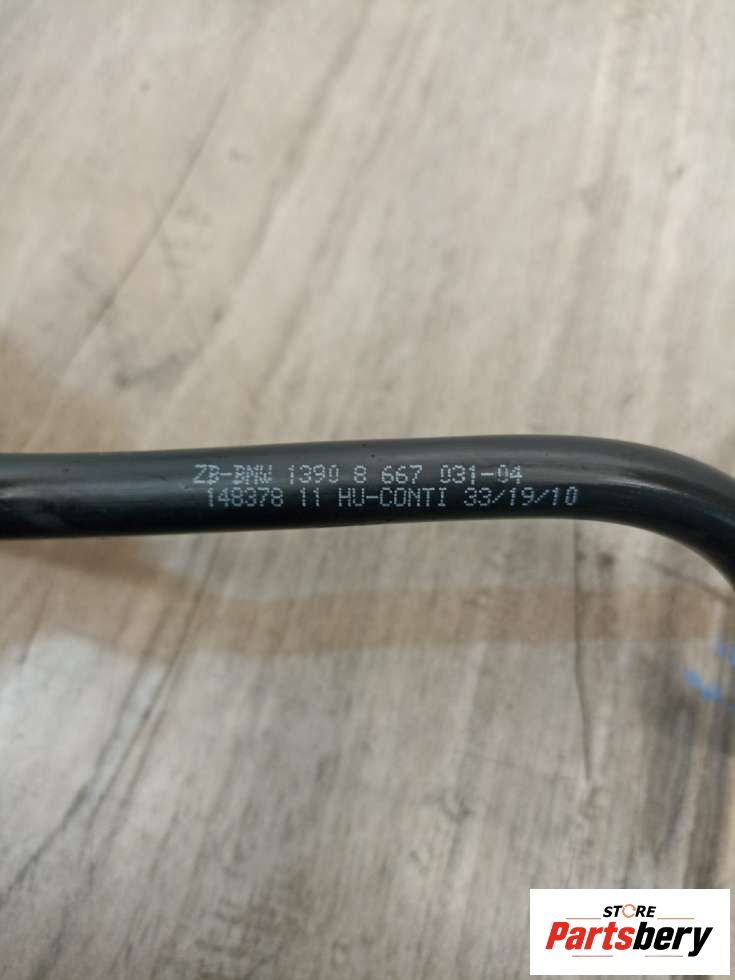 ZB-BMW 1390 8 667 031-04
148378 11 HU-CONTI 33/19/10
STORE
Partsbery